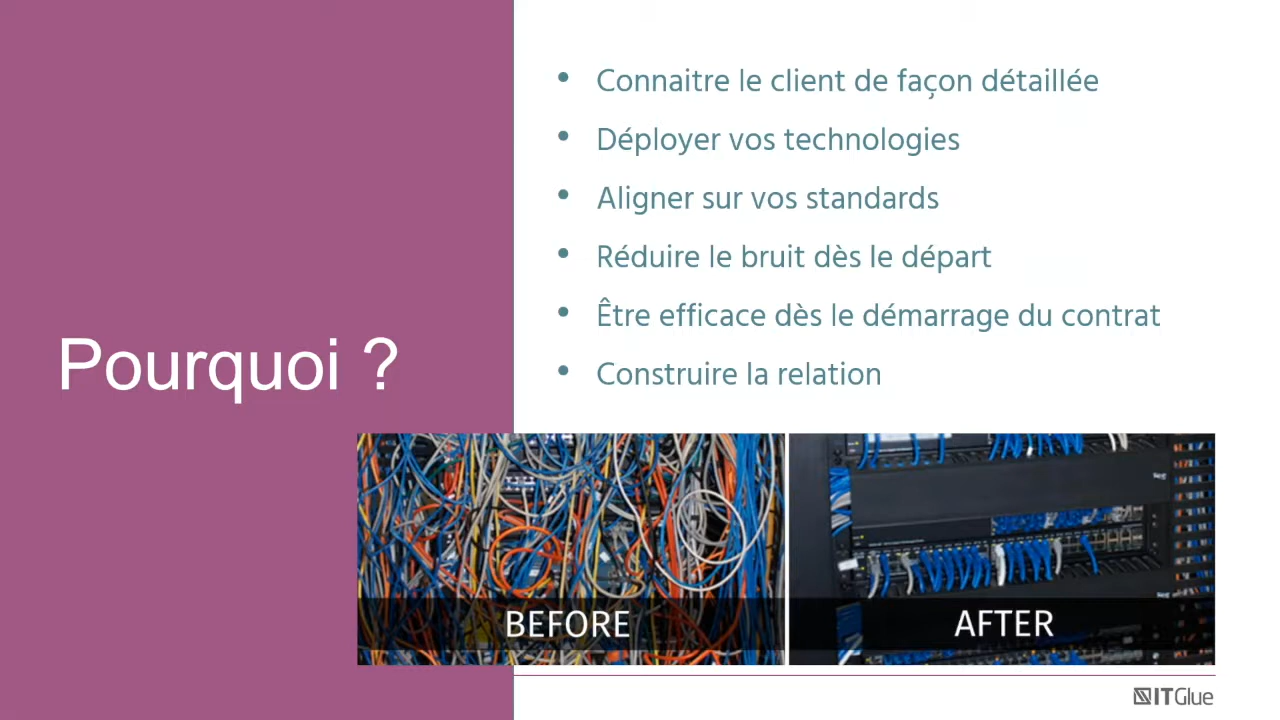 Pourquoi ?
• Connaitre le client de façon détaillée
• Déployer vos technologies
• Aligner sur vos standards
• Réduire le bruit dès le départ
• Être efficace dès le démarrage du contrat
• Construire la relation
BEFORE
AFTER
ITGlue